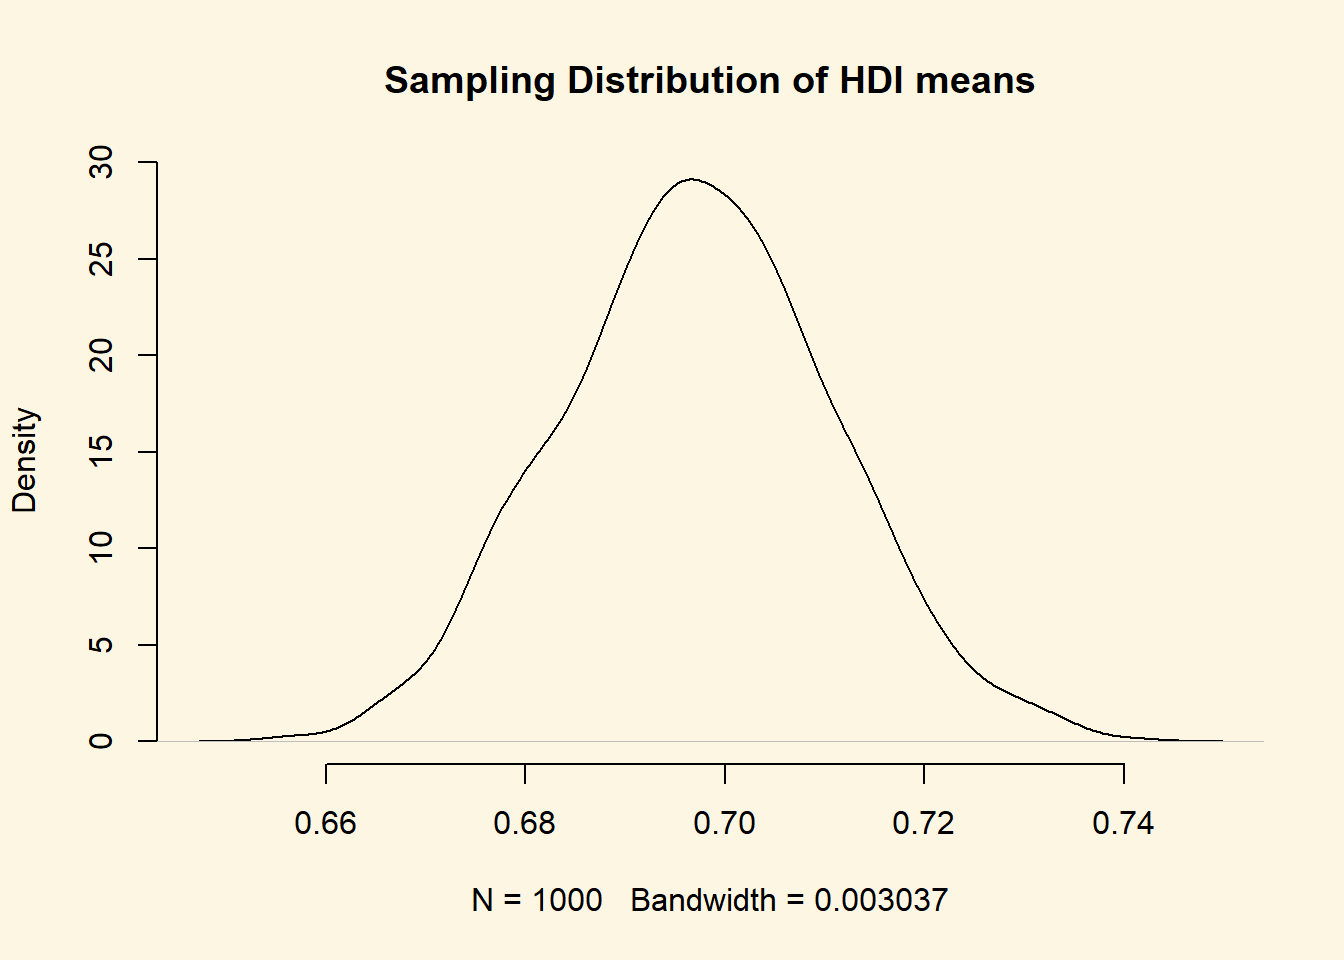 Sampling Distribution of HDI means
Density
30
25
20
15
10
5
0
0.66 0.68 0.70 0.72 0.74
N = 1000 Bandwidth = 0.003037